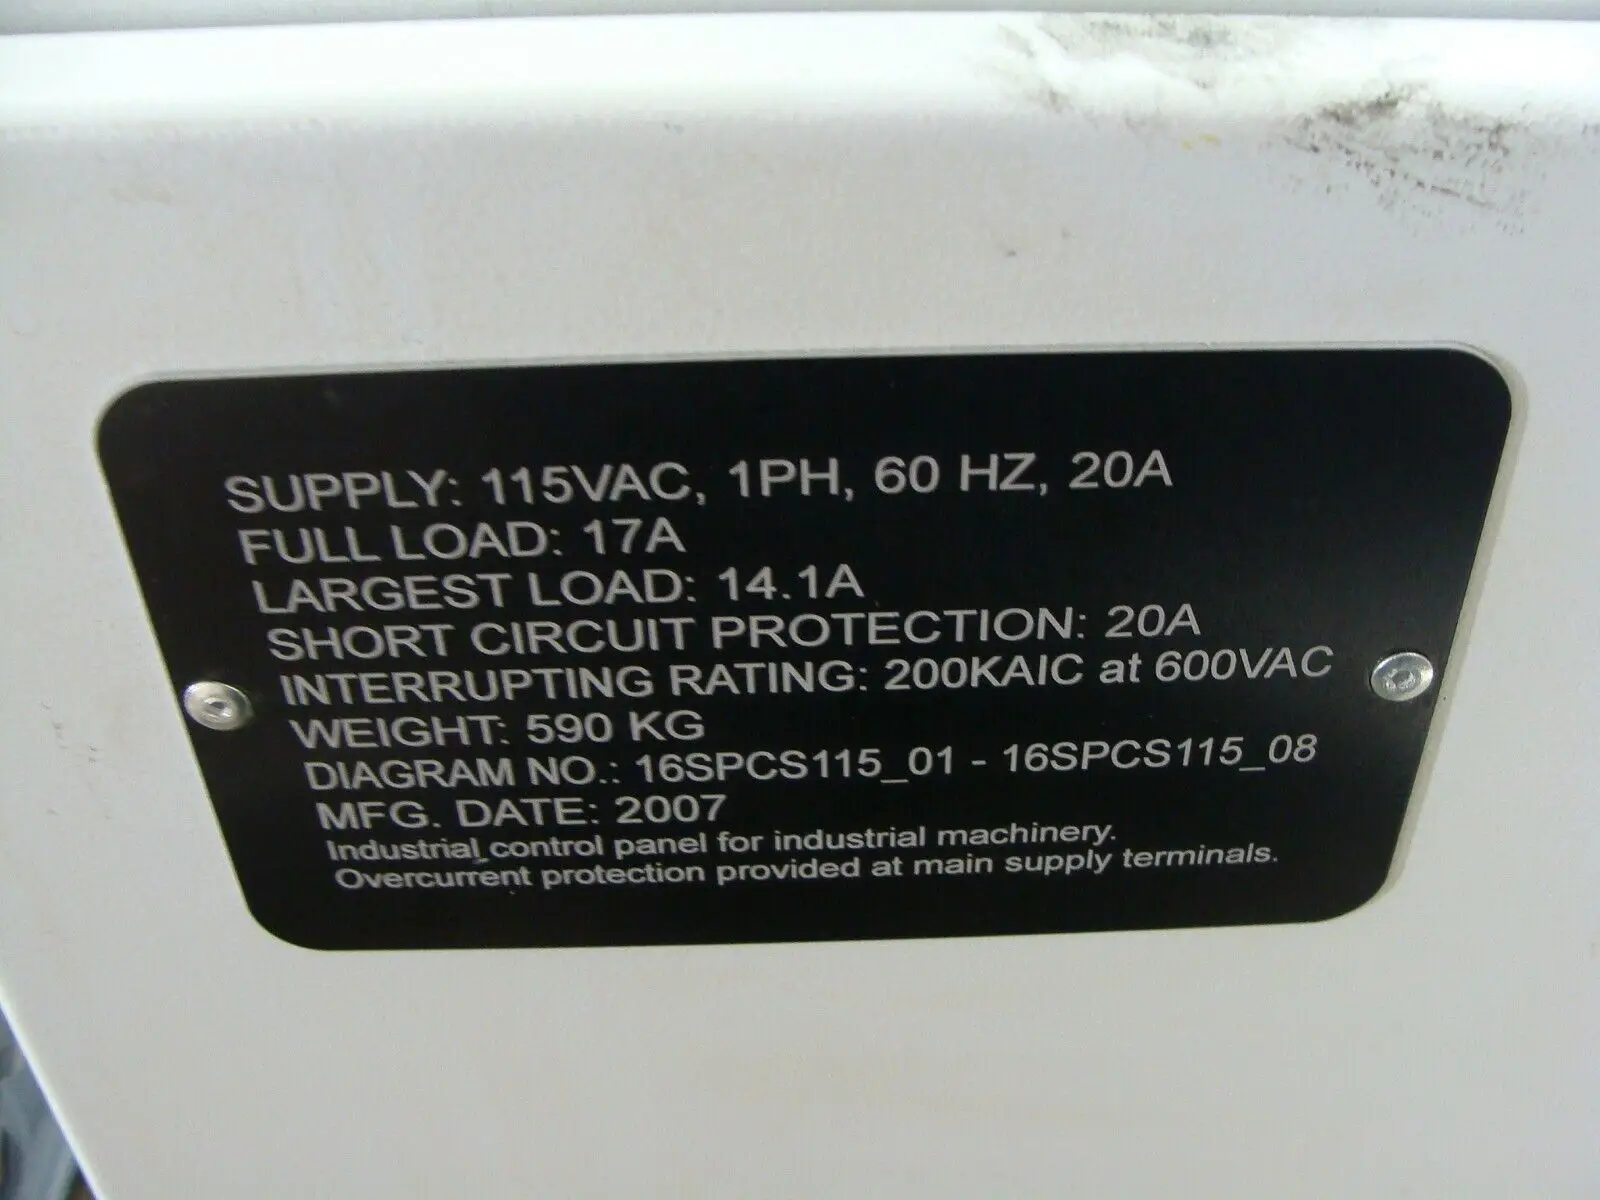 SUPPLY: 115VAC, 1PH, 60 HZ, 20A
FULL LOAD: 17A
LARGEST LOAD: 14.1A
SHORT CIRCUIT PROTECTION: 20A
INTERRUPTING RATING: 200KAIC at 600VAC
WEIGHT: 590 KG
DIAGRAM NO.: 16SPCS115_01 - 16SPCS115_08
MFG. DATE: 2007
Industrial control panel for industrial machinery.
Overcurrent protection provided at main supply terminals.